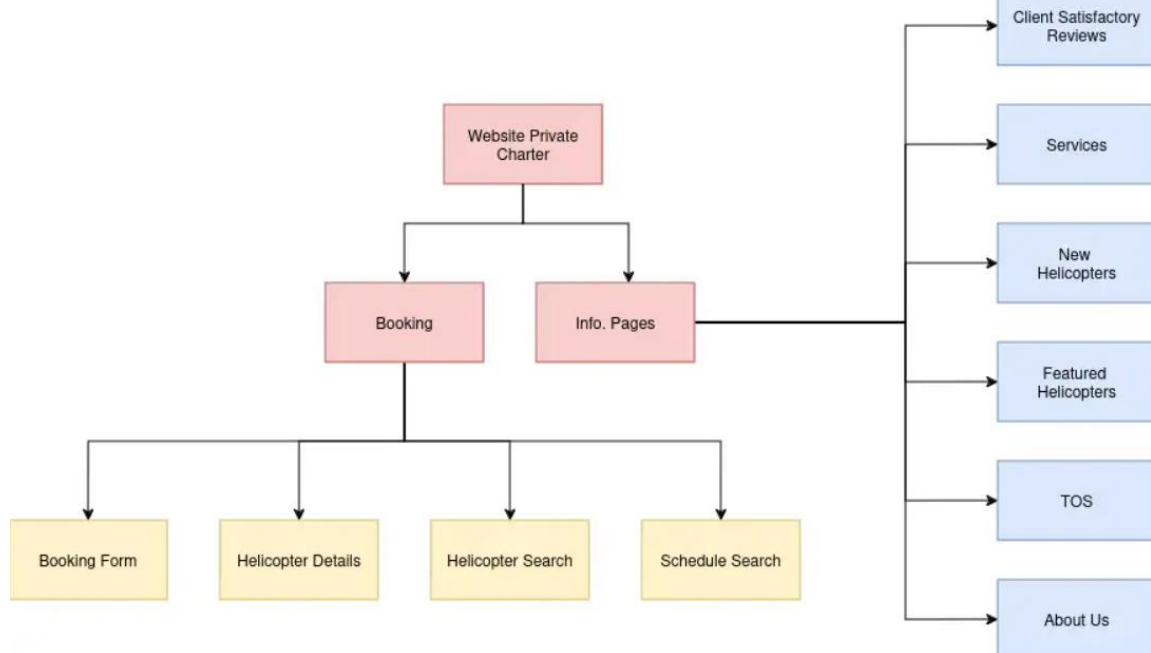 Client Satisfactory
Reviews
Website Private
Charter
Services
New
Helicopters
Booking
Info. Pages
Featured
Helicopters
TOS
Booking Form
Helicopter Details
Helicopter Search
Schedule Search
About Us